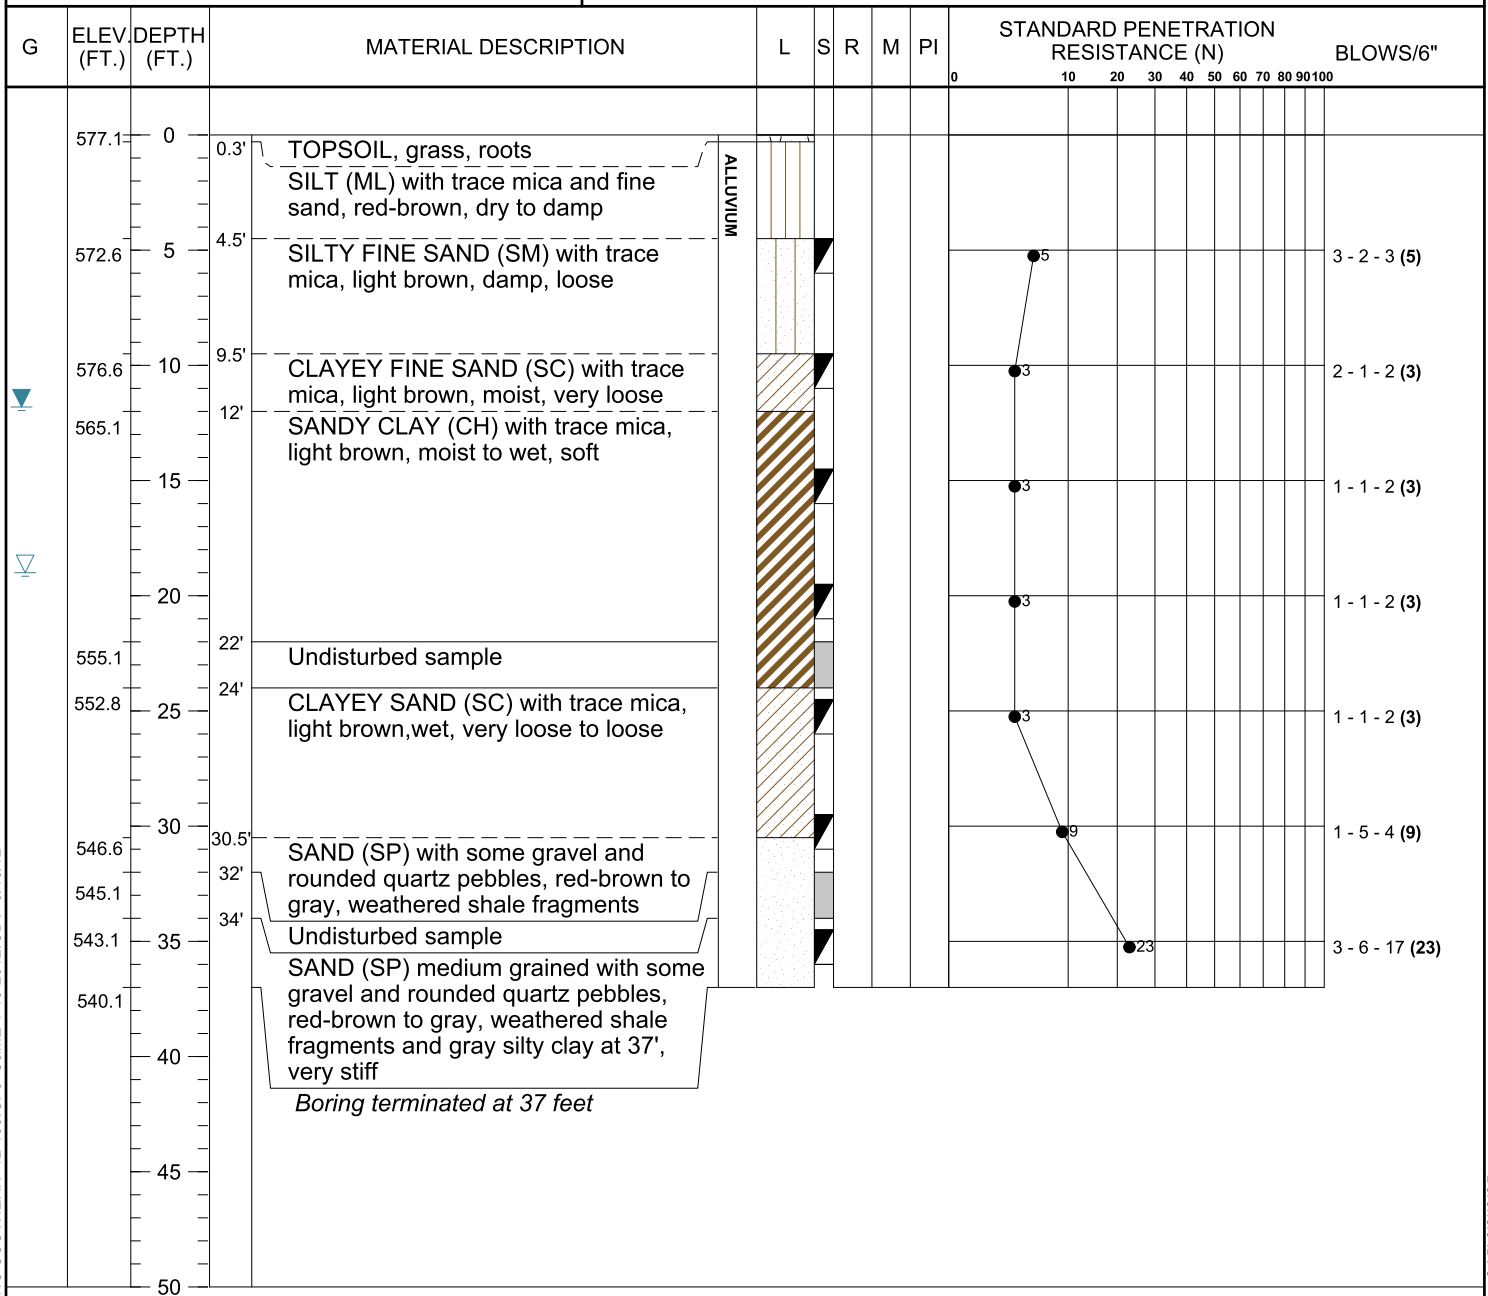 G ELEV. (FT.) DEPTH (FT.) MATERIAL DESCRIPTION L S R M PI STANDARD PENETRATION RESISTANCE (N) BLOWS/6"
0 10 20 30 40 50 60 70 80 90 100
577.1 0
0.3' TOPSOIL, grass, roots
SILT (ML) with trace mica and fine
sand, red-brown, dry to damp
ALLUVIUM
4.5'
572.6 5 SILTY FINE SAND (SM) with trace
mica, light brown, damp, loose
5 3 - 2 - 3 (5)
9.5'
576.6 10 CLAYEY FINE SAND (SC) with trace
mica, light brown, moist, very loose
3 2 - 1 - 2 (3)
12'
565.1 SANDY CLAY (CH) with trace mica,
light brown, moist to wet, soft
15 3 1 - 1 - 2 (3)
20 3 1 - 1 - 2 (3)
22'
555.1 Undisturbed sample
24'
552.8 25 CLAYEY SAND (SC) with trace mica,
light brown,wet, very loose to loose
3 1 - 1 - 2 (3)
30 9 1 - 5 - 4 (9)
30.5'
546.6 SAND (SP) with some gravel and
32' rounded quartz pebbles, red-brown to
545.1 gray, weathered shale fragments
34'
543.1 35 Undisturbed sample
23 3 - 6 - 17 (23)
SAND (SP) medium grained with some
540.1 gravel and rounded quartz pebbles,
red-brown to gray, weathered shale
fragments and gray silty clay at 37',
40 very stiff
Boring terminated at 37 feet
45
50